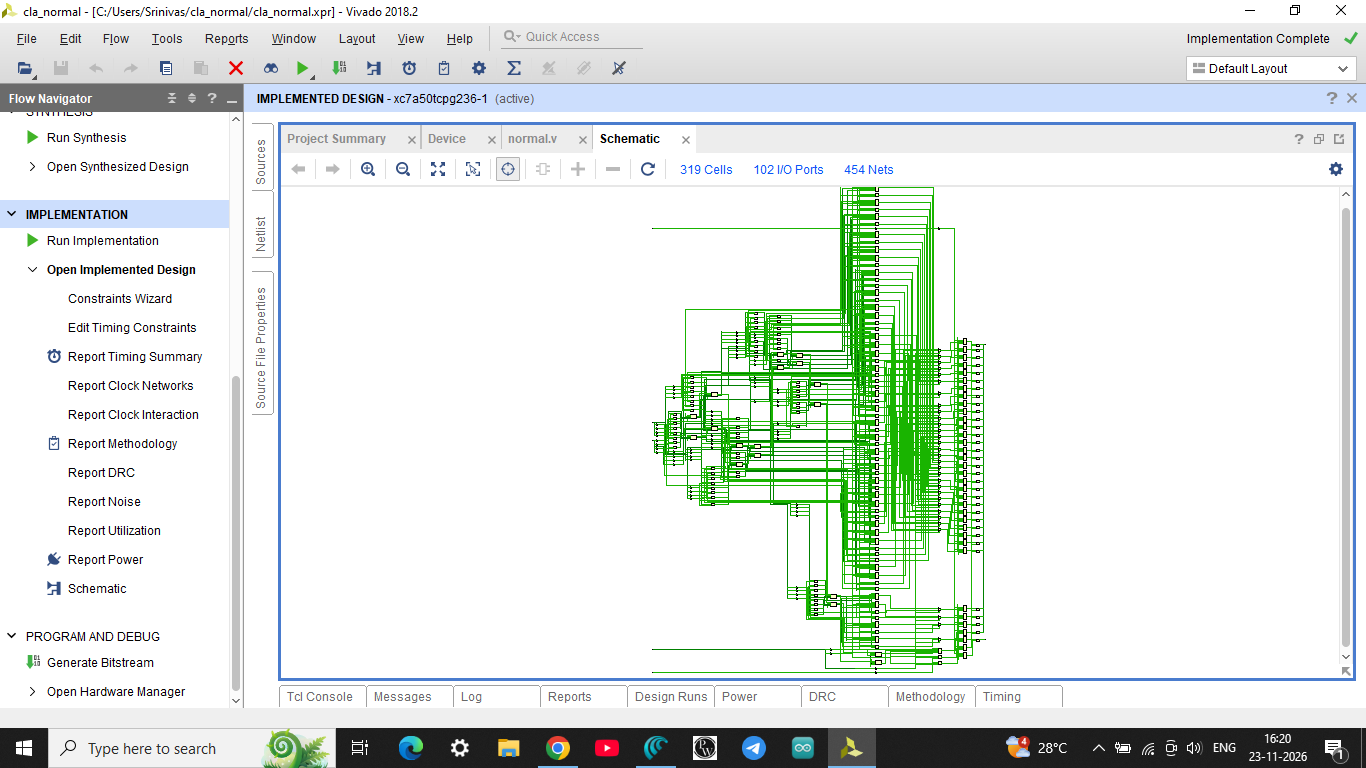 cla_normal - [C:/Users/Srinivas/cla_normal/cla_normal.xpr] - Vivado 2018.2
File Edit Flow Tools Reports Window Layout View Help Quick Access
Implementation Complete
Default Layout
Flow Navigator
IMPLEMENTED DESIGN - xc7a50tcpg236-1 (active)
SYNTHESIS
Run Synthesis
Open Synthesized Design
IMPLEMENTATION
Run Implementation
Open Implemented Design
Constraints Wizard
Edit Timing Constraints
Report Timing Summary
Report Clock Networks
Report Clock Interaction
Report Methodology
Report DRC
Report Noise
Report Utilization
Report Power
Schematic
PROGRAM AND DEBUG
Generate Bitstream
Open Hardware Manager
Sources
Netlist
Source File Properties
Project Summary Device normal.v Schematic
319 Cells 102 I/O Ports 454 Nets
Tcl Console Messages Log Reports Design Runs Power DRC Methodology Timing
Type here to search
28°C
ENG
16:20
23-11-2026
1